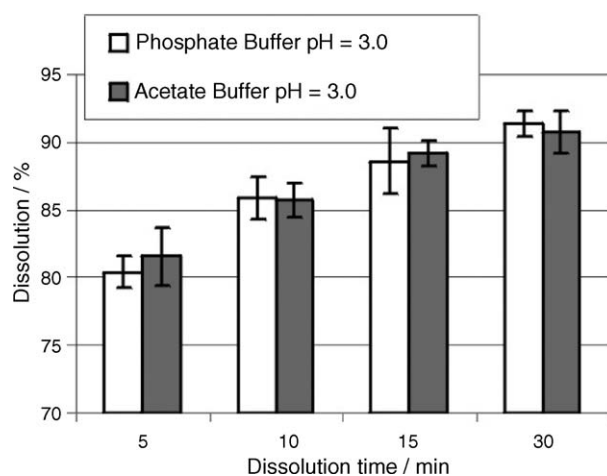 Phosphate Buffer pH = 3.0
Acetate Buffer pH = 3.0
95
90
85
80
75
70
Dissolution / %
5 10 15 30
Dissolution time / min